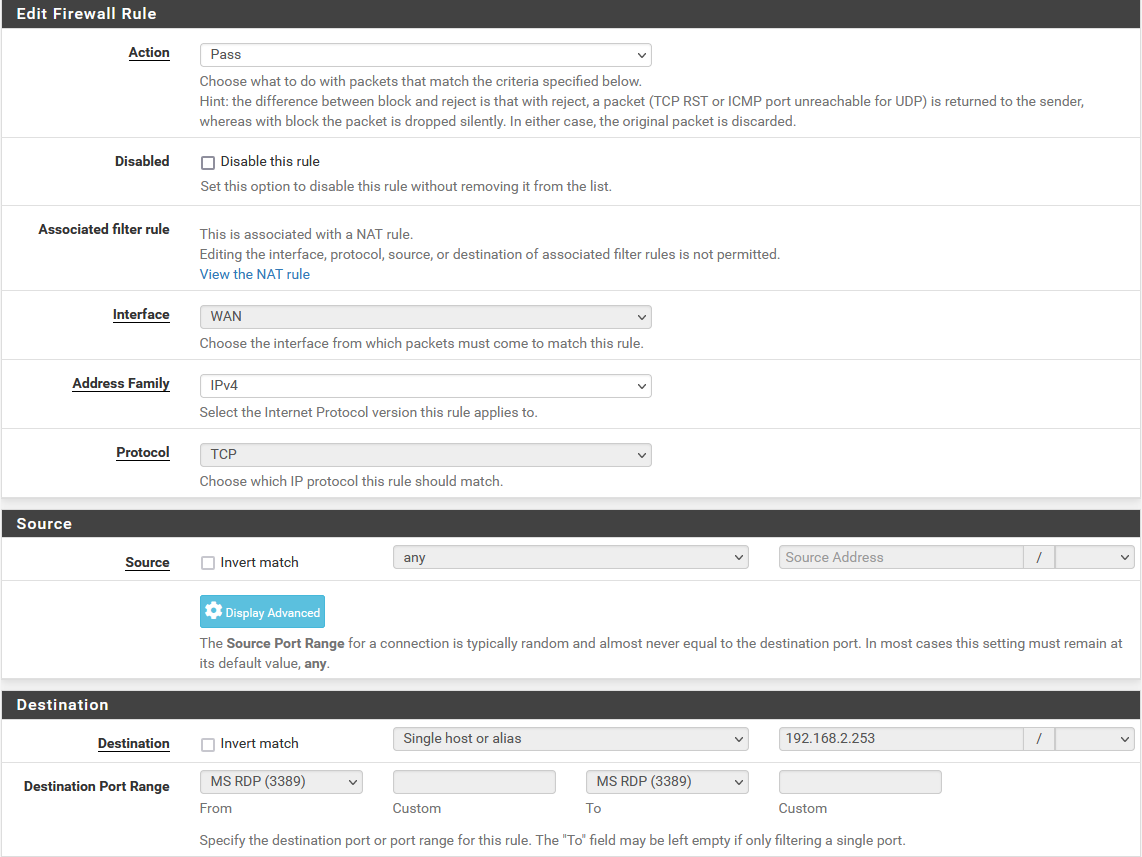 Edit Firewall Rule
Action
Pass
Choose what to do with packets that match the criteria specified below.
Hint: the difference between block and reject is that with reject, a packet (TCP RST or ICMP port unreachable for UDP) is returned to the sender,
whereas with block the packet is dropped silently. In either case, the original packet is discarded.
Disabled
Disable this rule
Set this option to disable this rule without removing it from the list.
Associated filter rule
This is associated with a NAT rule.
Editing the interface, protocol, source, or destination of associated filter rules is not permitted.
View the NAT rule
Interface
WAN
Choose the interface from which packets must come to match this rule.
Address Family
IPv4
Select the Internet Protocol version this rule applies to.
Protocol
TCP
Choose which IP protocol this rule should match.
Source
Source
Invert match
any
Source Address
/
Display Advanced
The Source Port Range for a connection is typically random and almost never equal to the destination port. In most cases this setting must remain at
its default value, any.
Destination
Destination
Invert match
Single host or alias
192.168.2.253
/
Destination Port Range
MS RDP (3389)
MS RDP (3389)
From
Custom
To
Custom
Specify the destination port or port range for this rule. The "To" field may be left empty if only filtering a single port.